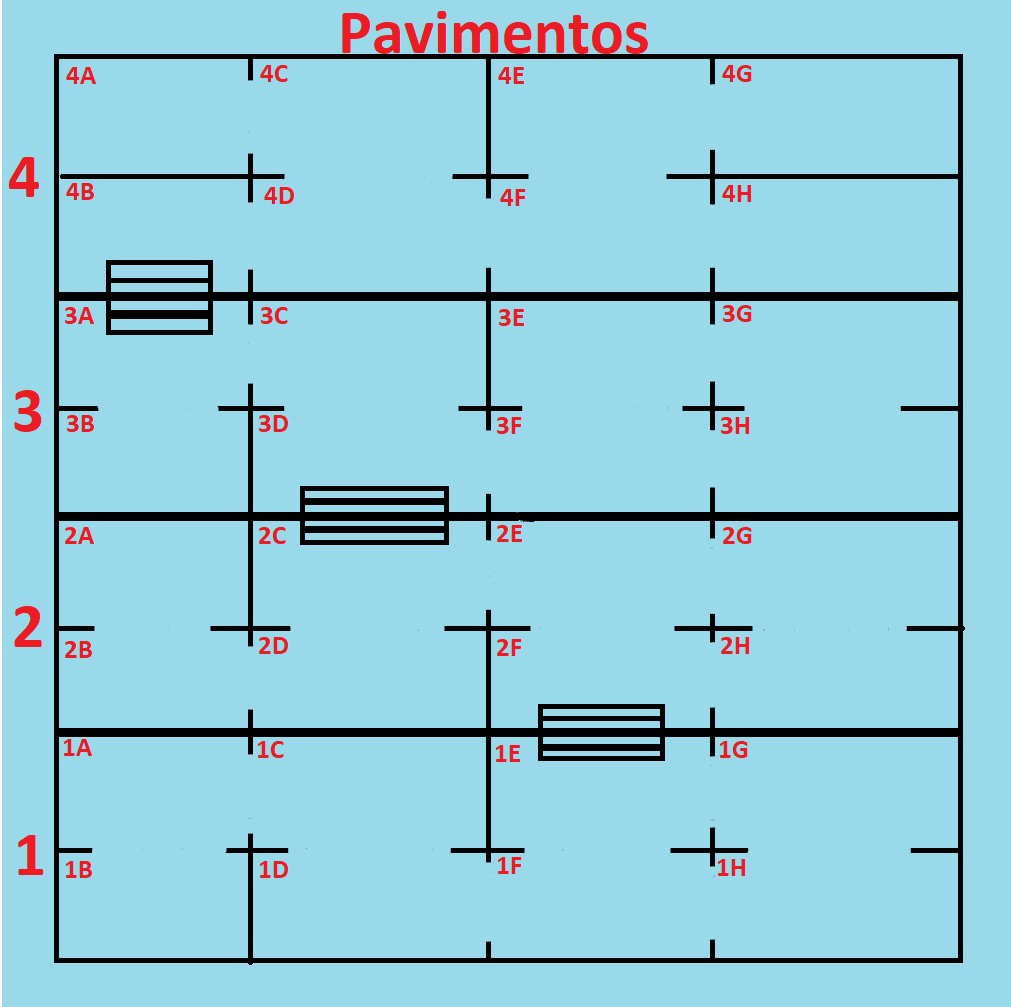 Pavimentos
4A 4C 4E 4G
4
4B 4D 4F 4H
3A 3C 3E 3G
3
3B 3D 3F 3H
2A 2C 2E 2G
2
2B 2D 2F 2H
1A 1C 1E 1G
1
1B 1D 1F 1H